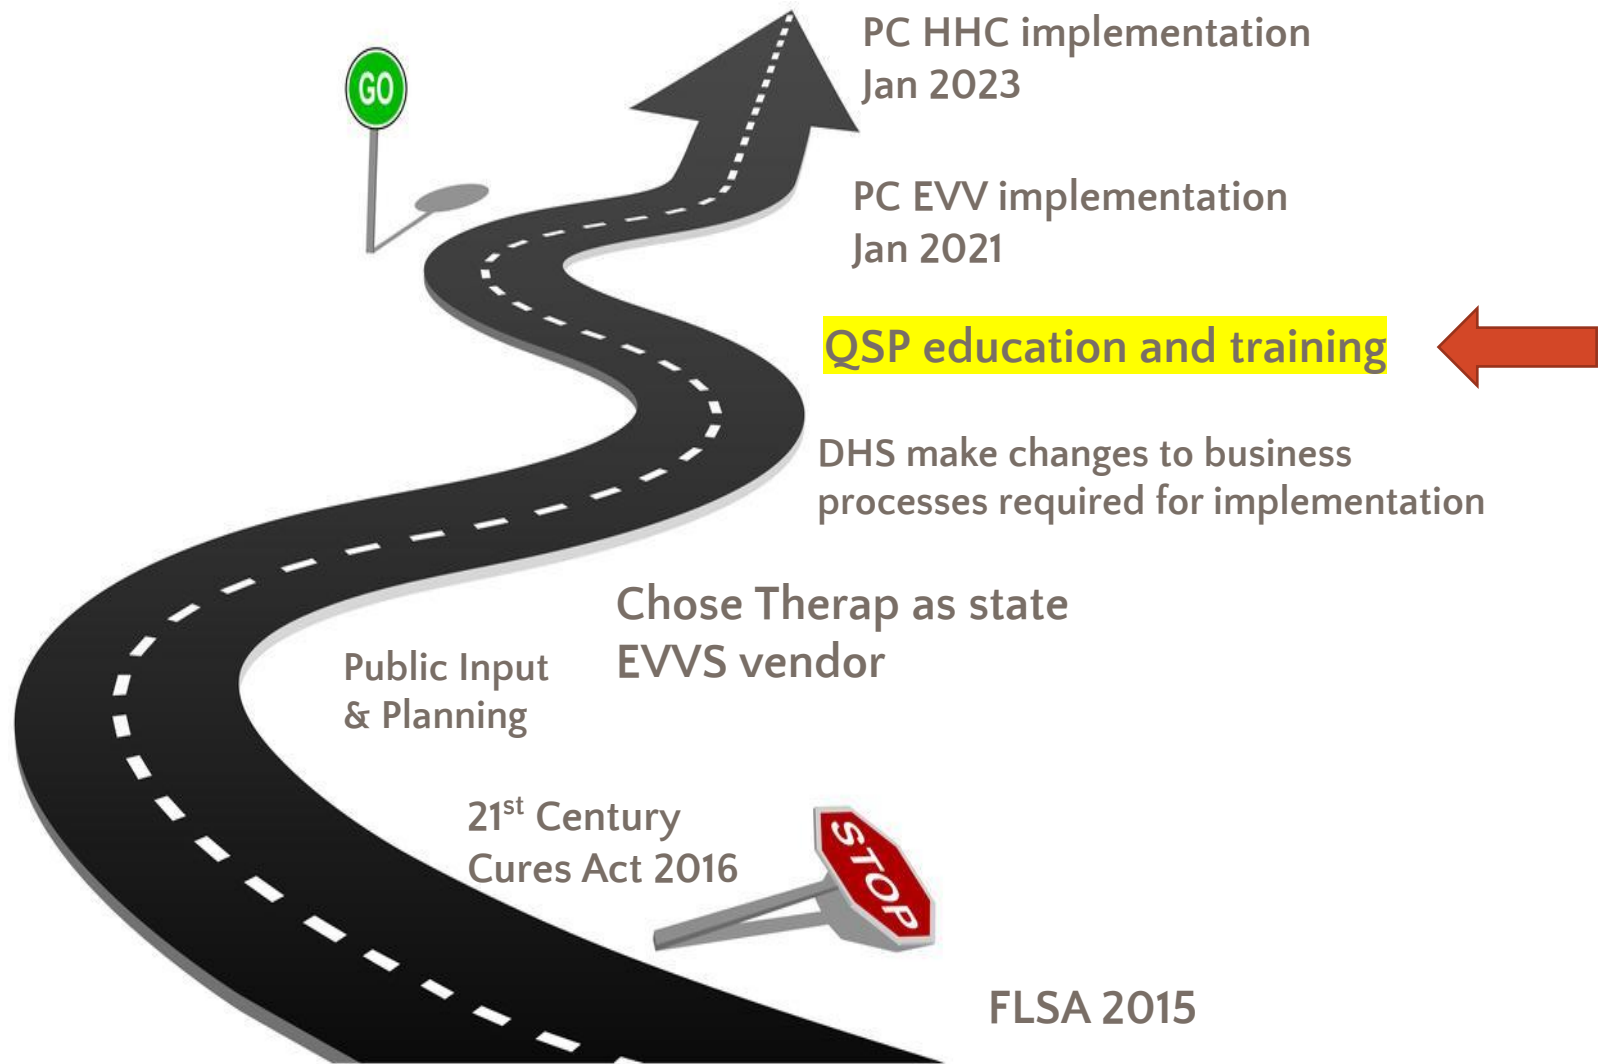 PC HHC implementation
Jan 2023
GO
PC EVV implementation
Jan 2021
QSP education and training
DHS make changes to business
processes required for implementation
Chose Therap as state
EVVS vendor
Public Input
& Planning
21st Century
Cures Act 2016
STOP
FLSA 2015